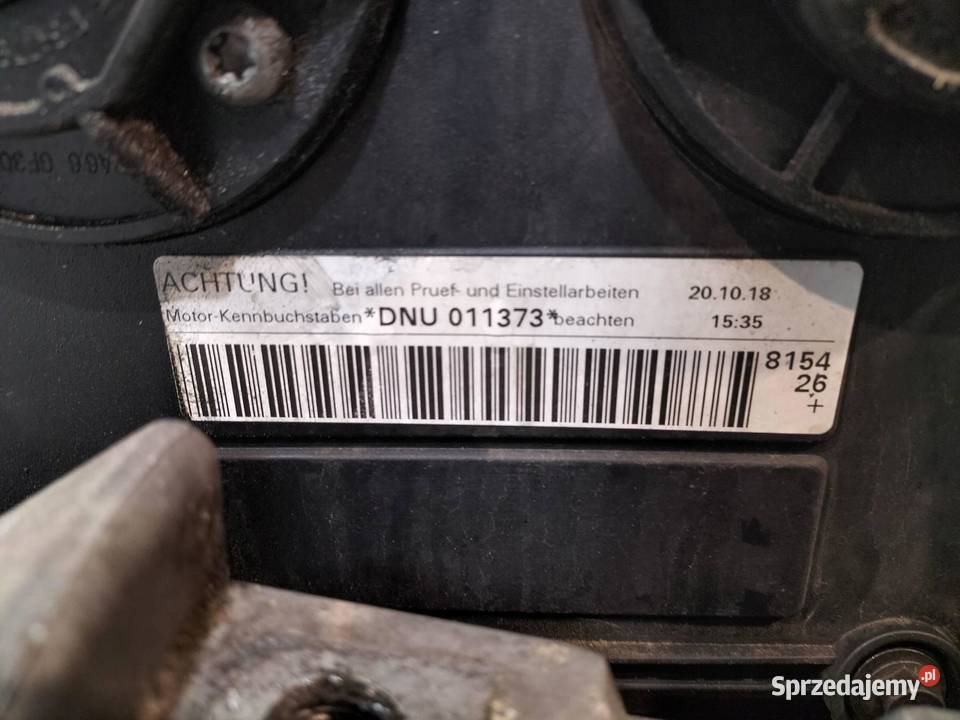 ACHTUNG! Bei allen Pruef- und Einstellarbeiten 20.10.18
Motor-Kennbuchstaben *DNU 011373* beachten 15:35
8154
26
+
Sprzedajemy.pl